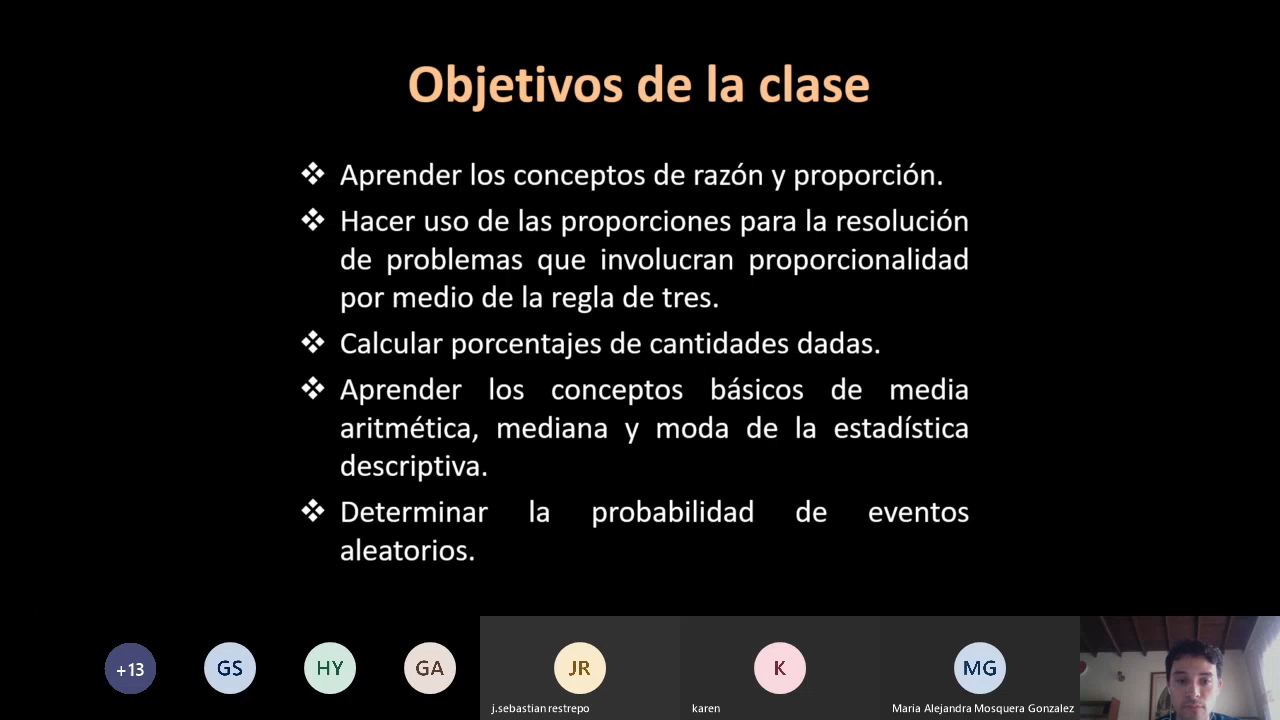 Objetivos de la clase
❖ Aprender los conceptos de razón y proporción.
❖ Hacer uso de las proporciones para la resolución
de problemas que involucran proporcionalidad
por medio de la regla de tres.
❖ Calcular porcentajes de cantidades dadas.
❖ Aprender los conceptos básicos de media
aritmética, mediana y moda de la estadística
descriptiva.
❖ Determinar la probabilidad de eventos
aleatorios.
+13 GS HY GA JR K MG
j.sebastian restrepo karen Maria Alejandra Mosquera Gonzalez